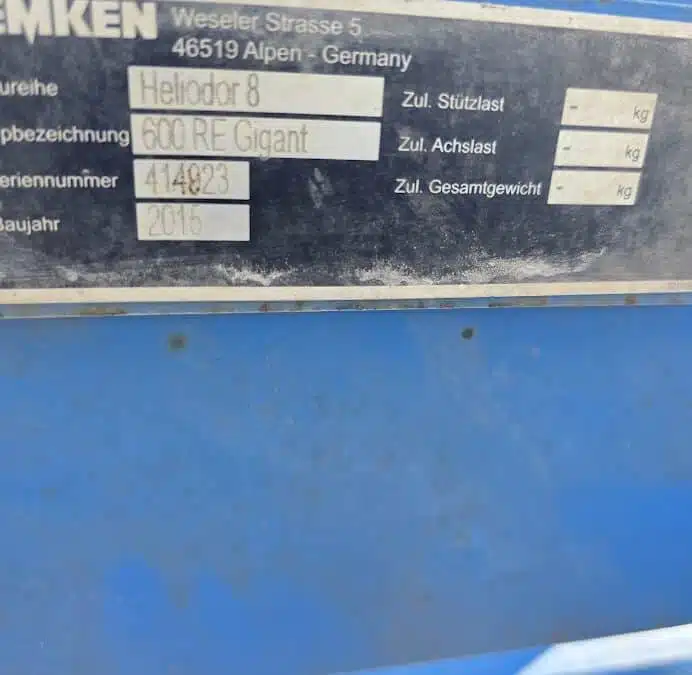 EMKEN Weseler Strasse 5
46519 Alpen - Germany
ureihe Heliodor 8
pbezeichnung 600 RE Gigant
eriennummer 414923
Baujahr 2015
Zul. Stützlast - kg
Zul. Achslast - kg
Zul. Gesamtgewicht - kg